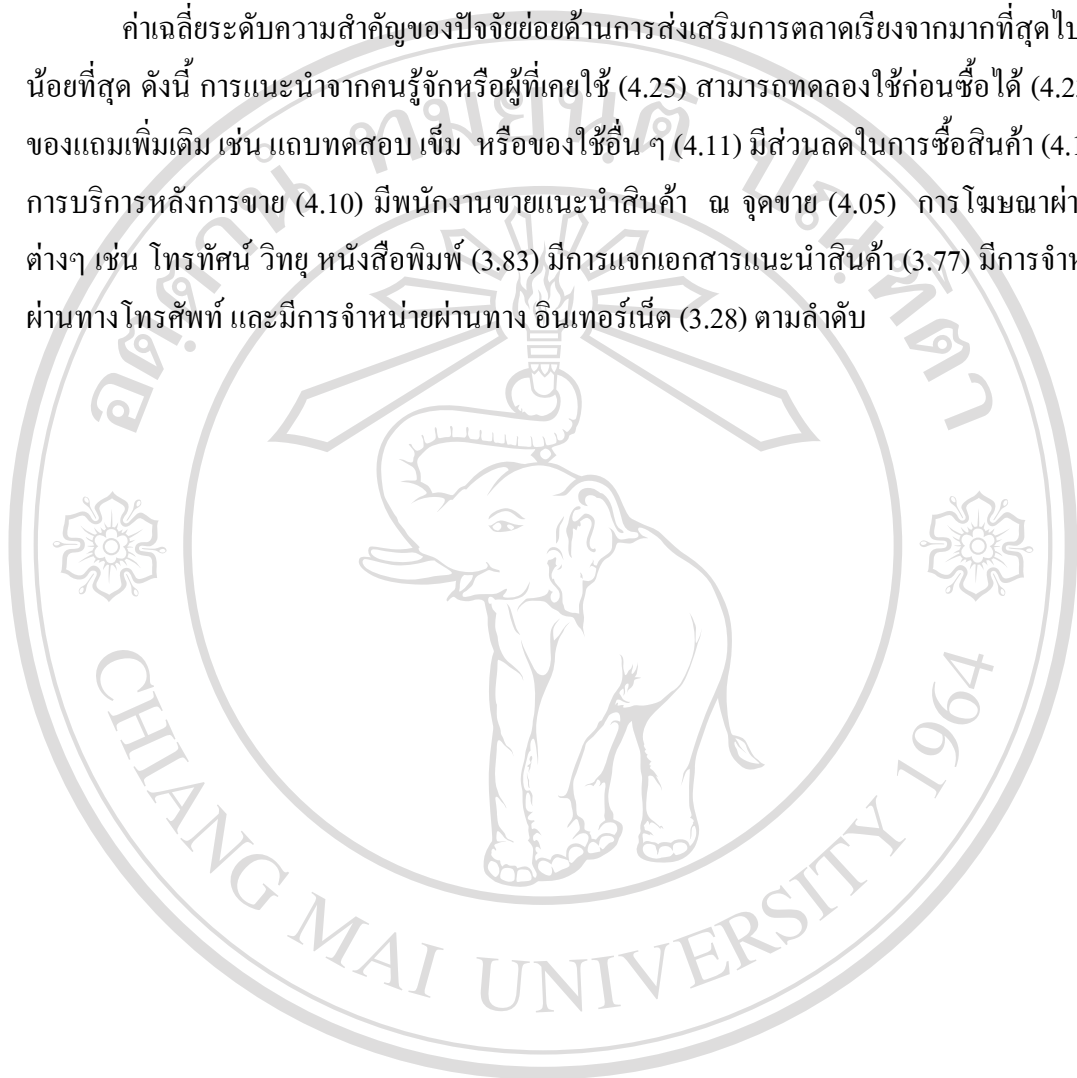 ค่าเฉลี่ยระดับความสำคัญของปัจจัยย่อยด้านการส่งเสริมการตลาดเรียงจากมากที่สุดไป
น้อยที่สุด ดังนี้ การแนะนำจากคนรู้จักหรือผู้ที่เคยใช้ (4.25) สามารถทดลองใช้ก่อนซื้อได้ (4.2
ของแถมเพิ่มเติม เช่น แถบทดสอบ เข็ม หรือของใช้อื่น ๆ (4.11) มีส่วนลดในการซื้อสินค้า (4.1
การบริการหลังการขาย (4.10) มีพนักงานขายแนะนำสินค้า ณ จุดขาย (4.05) การโฆษณาผ่า
ต่างๆ เช่น โทรทัศน์ วิทยุ หนังสือพิมพ์ (3.83) มีการแจกเอกสารแนะนำสินค้า (3.77) มีการจำห
ผ่านทางโทรศัพท์ และมีการจำหน่ายผ่านทาง อินเทอร์เน็ต (3.28) ตามลำดับ
อตฺตานํ ทมยนฺติ ปณฺฑิตา
CHIANG MAI UNIVERSITY 1964